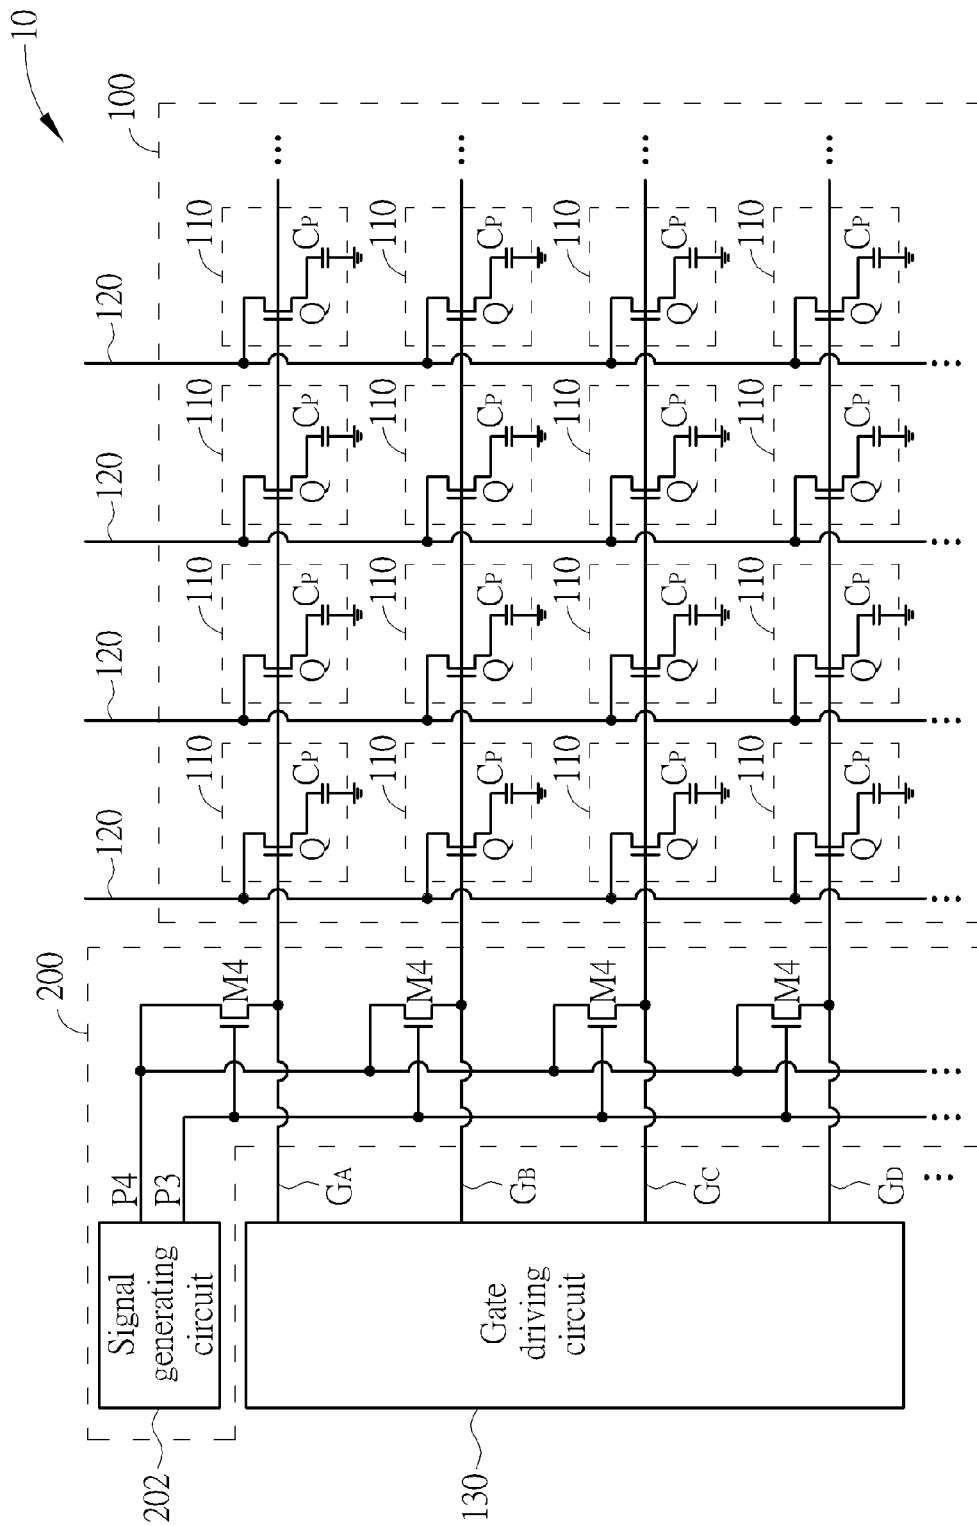 10
100
120
120
120
120
200
P4
P3
Signal
generating
circuit
202
M4
110
Q
CP
110
Q
CP
110
Q
CP
110
Q
CP
...
GA
M4
110
Q
CP
110
Q
CP
110
Q
CP
110
Q
CP
...
GB
M4
110
Q
CP
110
Q
CP
110
Q
CP
110
Q
CP
...
GC
M4
110
Q
CP
110
Q
CP
110
Q
CP
110
Q
CP
...
GD
Gate
driving
circuit
130
...
...
...
...
...
...
...